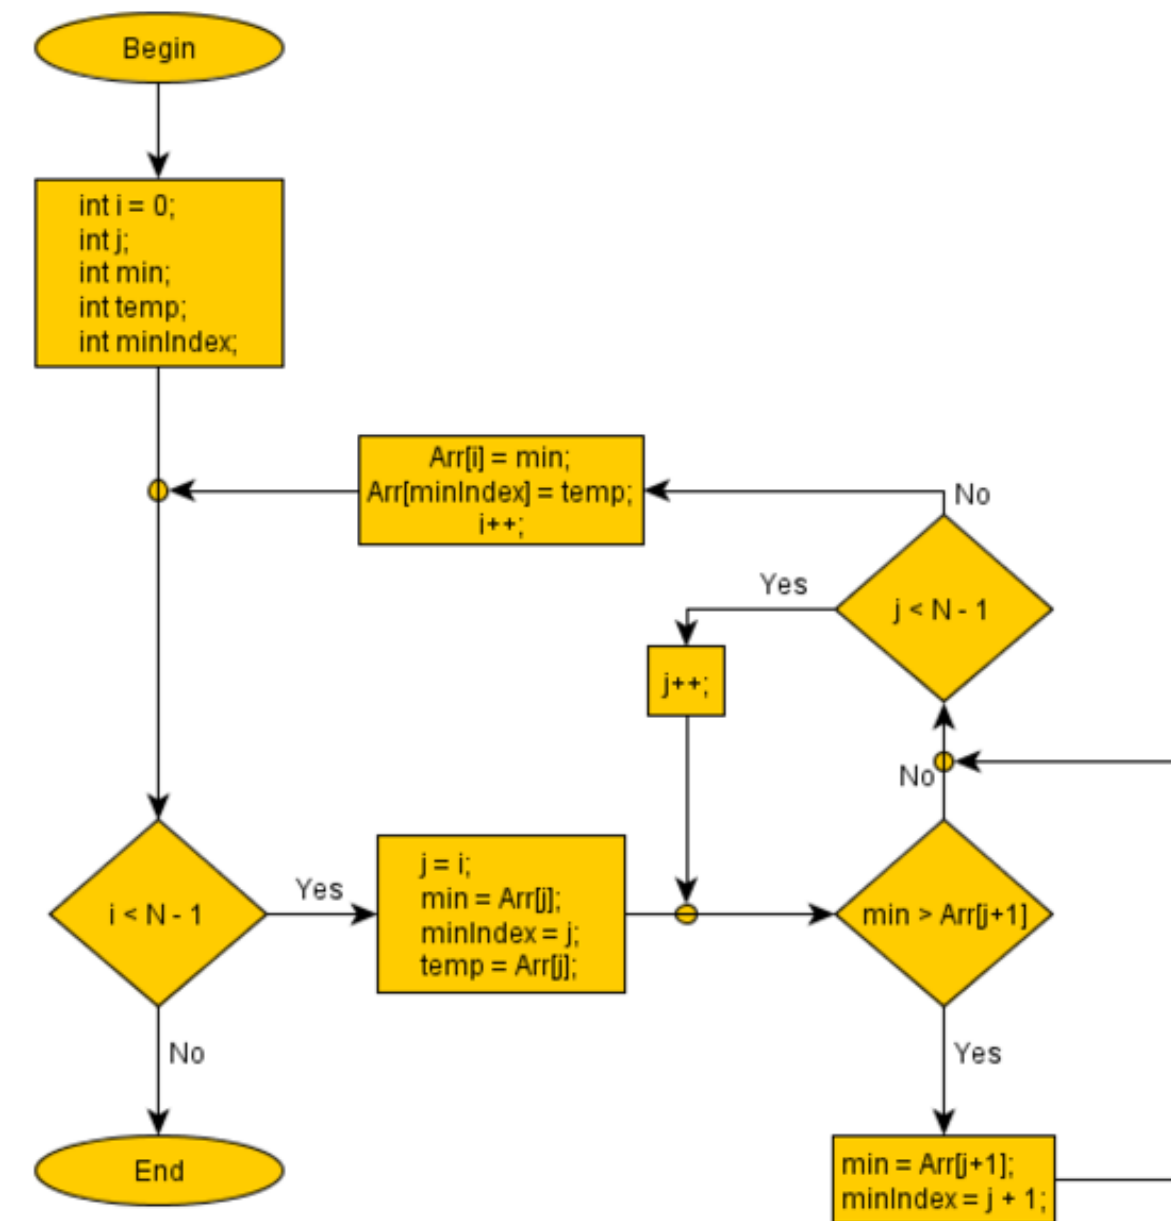 Begin
int i = 0;
int j;
int min;
int temp;
int minIndex;
Arr[i] = min;
Arr[minIndex] = temp;
i++;
No
Yes
j < N - 1
j++;
No
i < N - 1
Yes
j = i;
min = Arr[j];
minIndex = j;
temp = Arr[j];
min > Arr[j+1]
No
Yes
End
min = Arr[j+1];
minIndex = j + 1;